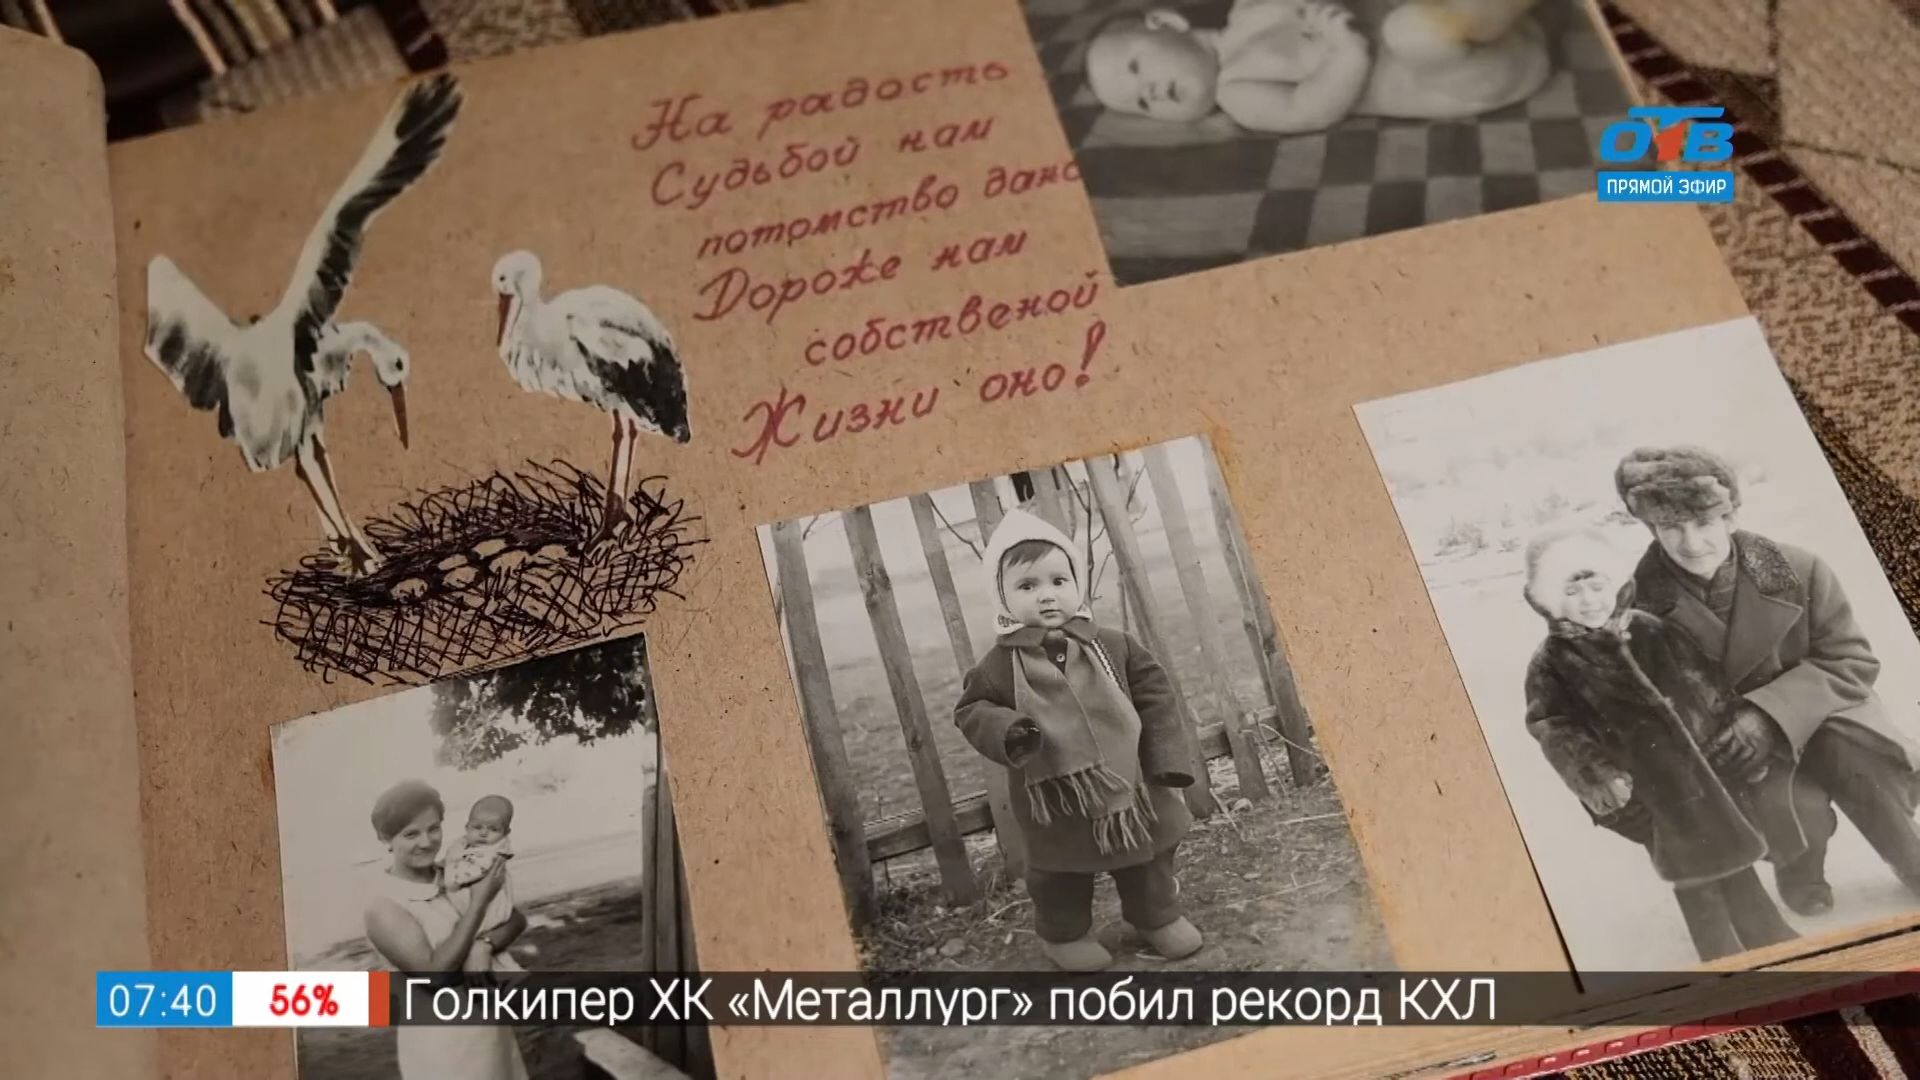 На радость
Судьбой нам
потомство дано
Дороже нам
собственой
Жизни оно!
ОТВ
ПРЯМОЙ ЭФИР
07:40 56% Голкипер ХК «Металлург» побил рекорд КХЛ